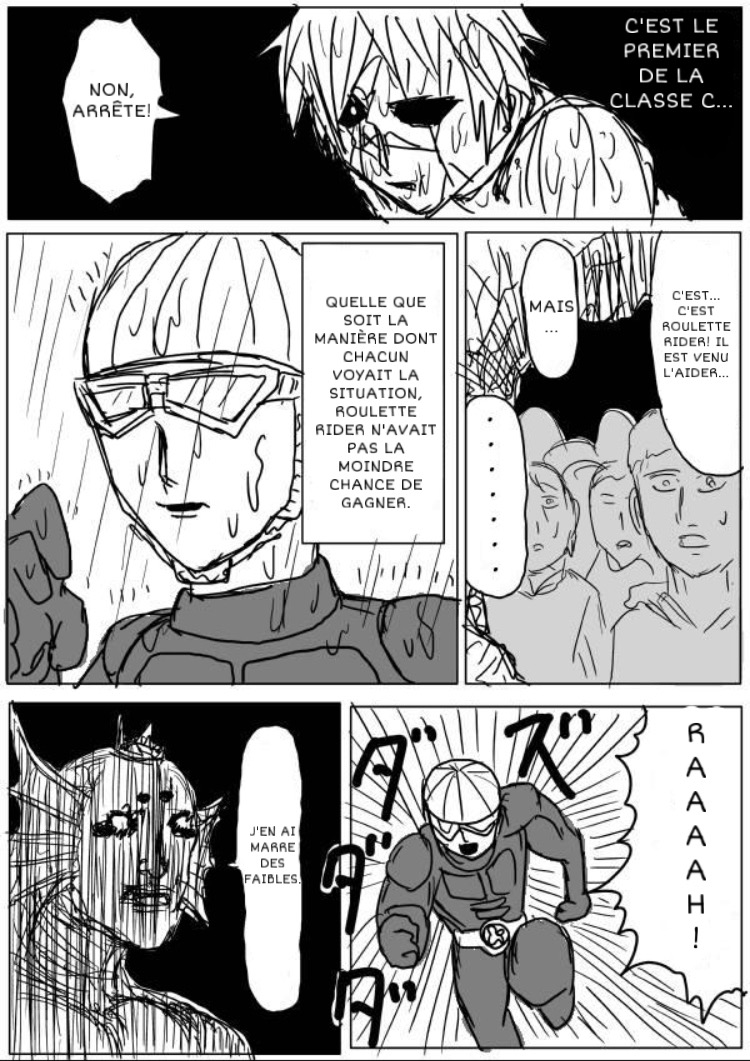 C'EST LE
PREMIER
DE LA
CLASSE C...
NON,
ARRÊTE!
C'EST...
C'EST
ROULETTE
RIDER! IL
EST VENU
L'AIDER...
MAIS
...
. . . . . . . .
QUELLE QUE
SOIT LA
MANIÈRE DONT
CHACUN
VOYAIT LA
SITUATION,
ROULETTE
RIDER N'AVAIT
PAS LA
MOINDRE
CHANCE DE
GAGNER.
RAAAAAH!
ズダダダ
J'EN AI
MARRE
DES
FAIBLES.